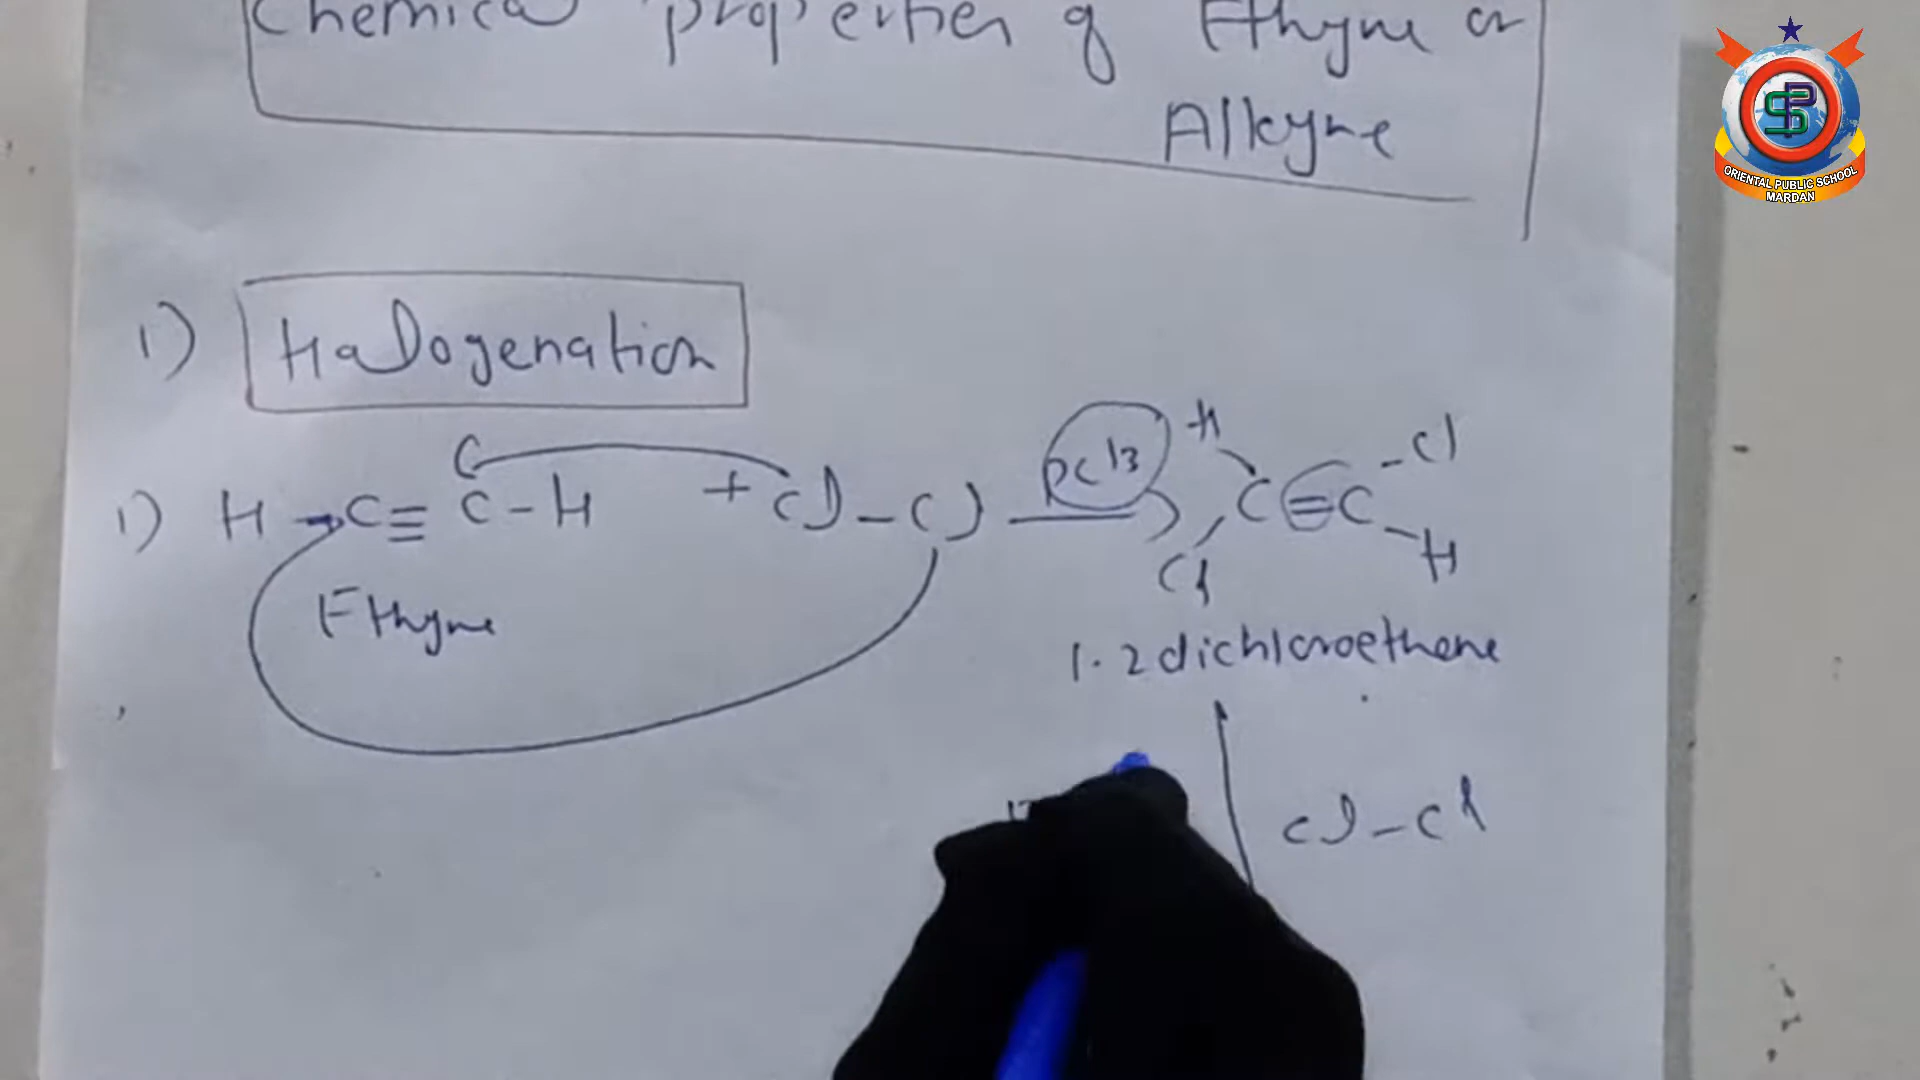 Chemical properties of Ethyne or
Alkyne
1) Halogenation
H
Cl
1) H - C ≡ C - H + Cl - Cl PCl3 C = C
Cl
H
Ethyne
1.2 dichloroethene
Cl - Cl
ORIENTAL PUBLIC SCHOOL
MARDAN